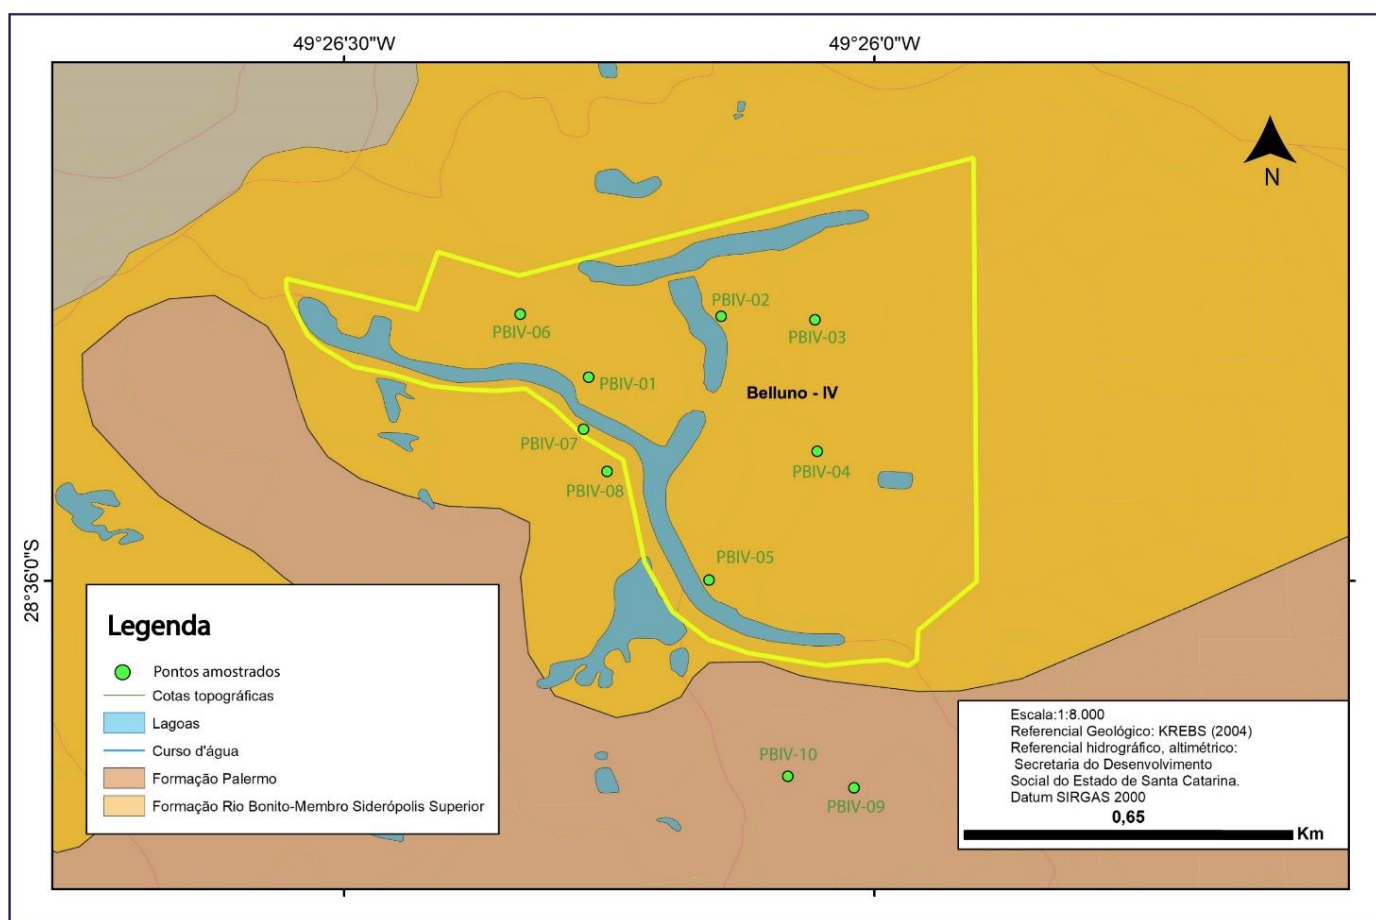 49°26'30"W
49°26'0"W
N
PBIV-02
PBIV-03
PBIV-06
PBIV-01
Belluno - IV
PBIV-07
PBIV-04
PBIV-08
PBIV-05
28°36'0"S
PBIV-10
PBIV-09
Legenda
Pontos amostrados
Cotas topográficas
Lagoas
Curso d'água
Formação Palermo
Formação Rio Bonito-Membro Siderópolis Superior
Escala:1:8.000
Referencial Geológico: KREBS (2004)
Referencial hidrográfico, altimétrico:
Secretaria do Desenvolvimento
Social do Estado de Santa Catarina.
Datum SIRGAS 2000
0,65
Km